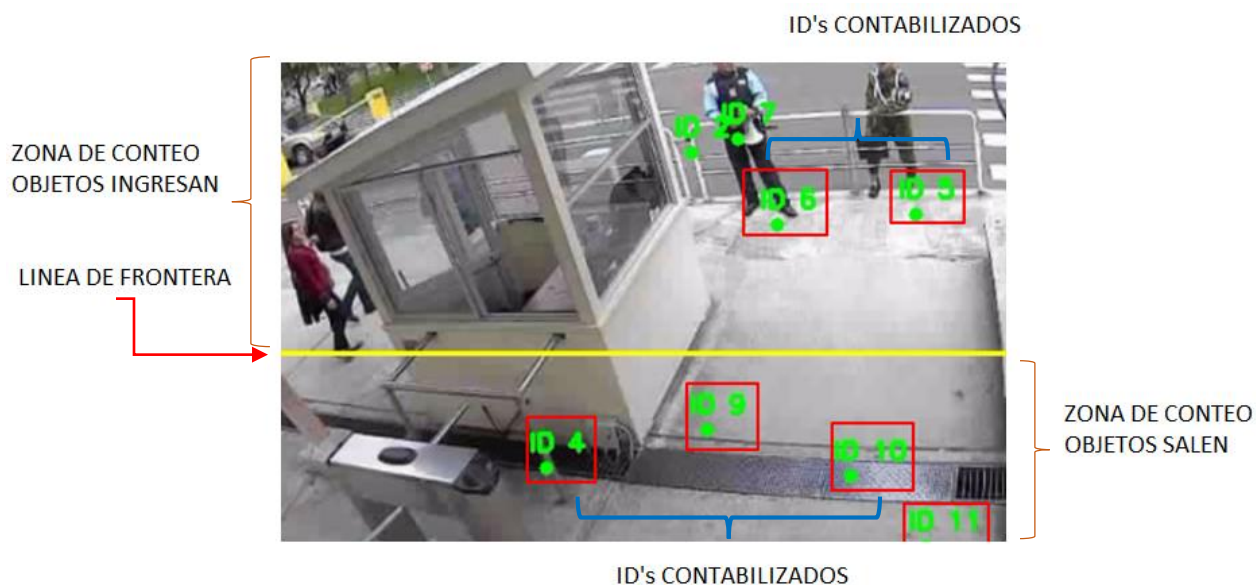 ID's CONTABILIZADOS
ZONA DE CONTEO
OBJETOS INGRESAN
LINEA DE FRONTERA
ID 2
ID 7
ID 6
ID 5
ID 9
ID 4
ID 10
ID 11
ZONA DE CONTEO
OBJETOS SALEN
ID's CONTABILIZADOS